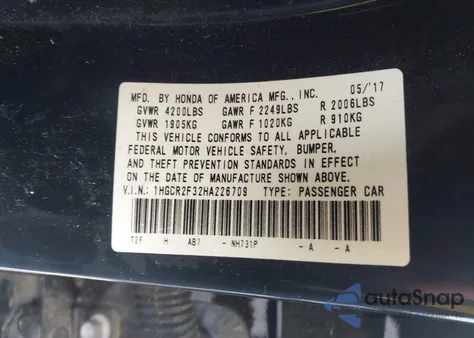 MFD. BY HONDA OF AMERICA MFG., INC. 05/'17
GVWR 4200LBS GAWR F 2249LBS R 2006LBS
GVWR 1905KG GAWR F 1020KG R 910KG
THIS VEHICLE CONFORMS TO ALL APPLICABLE
FEDERAL MOTOR VEHICLE SAFETY, BUMPER,
AND THEFT PREVENTION STANDARDS IN EFFECT
ON THE DATE OF MANUFACTURE SHOWN ABOVE.
V.I.N.: 1HGCR2F32HA226709 TYPE: PASSENGER CAR
T2F H AB7 - NH731P - A - A
autoSnap